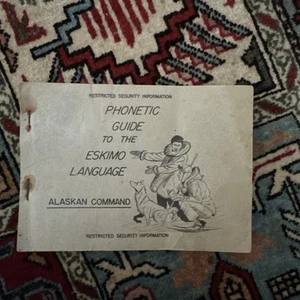 RESTRICTED SECURITY INFORMATION
PHONETIC
GUIDE
TO THE
ESKIMO
LANGUAGE
ALASKAN COMMAND
RESTRICTED SECURITY INFORMATION